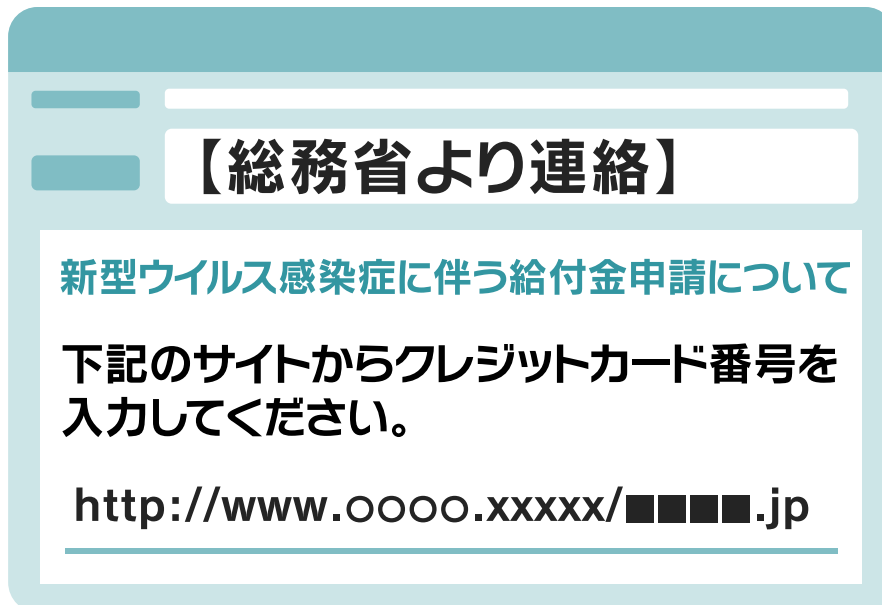 【総務省より連絡】
新型ウイルス感染症に伴う給付金申請について
下記のサイトからクレジットカード番号を
入力してください。
http://www.○○○○.xxxxx/■■■■.jp